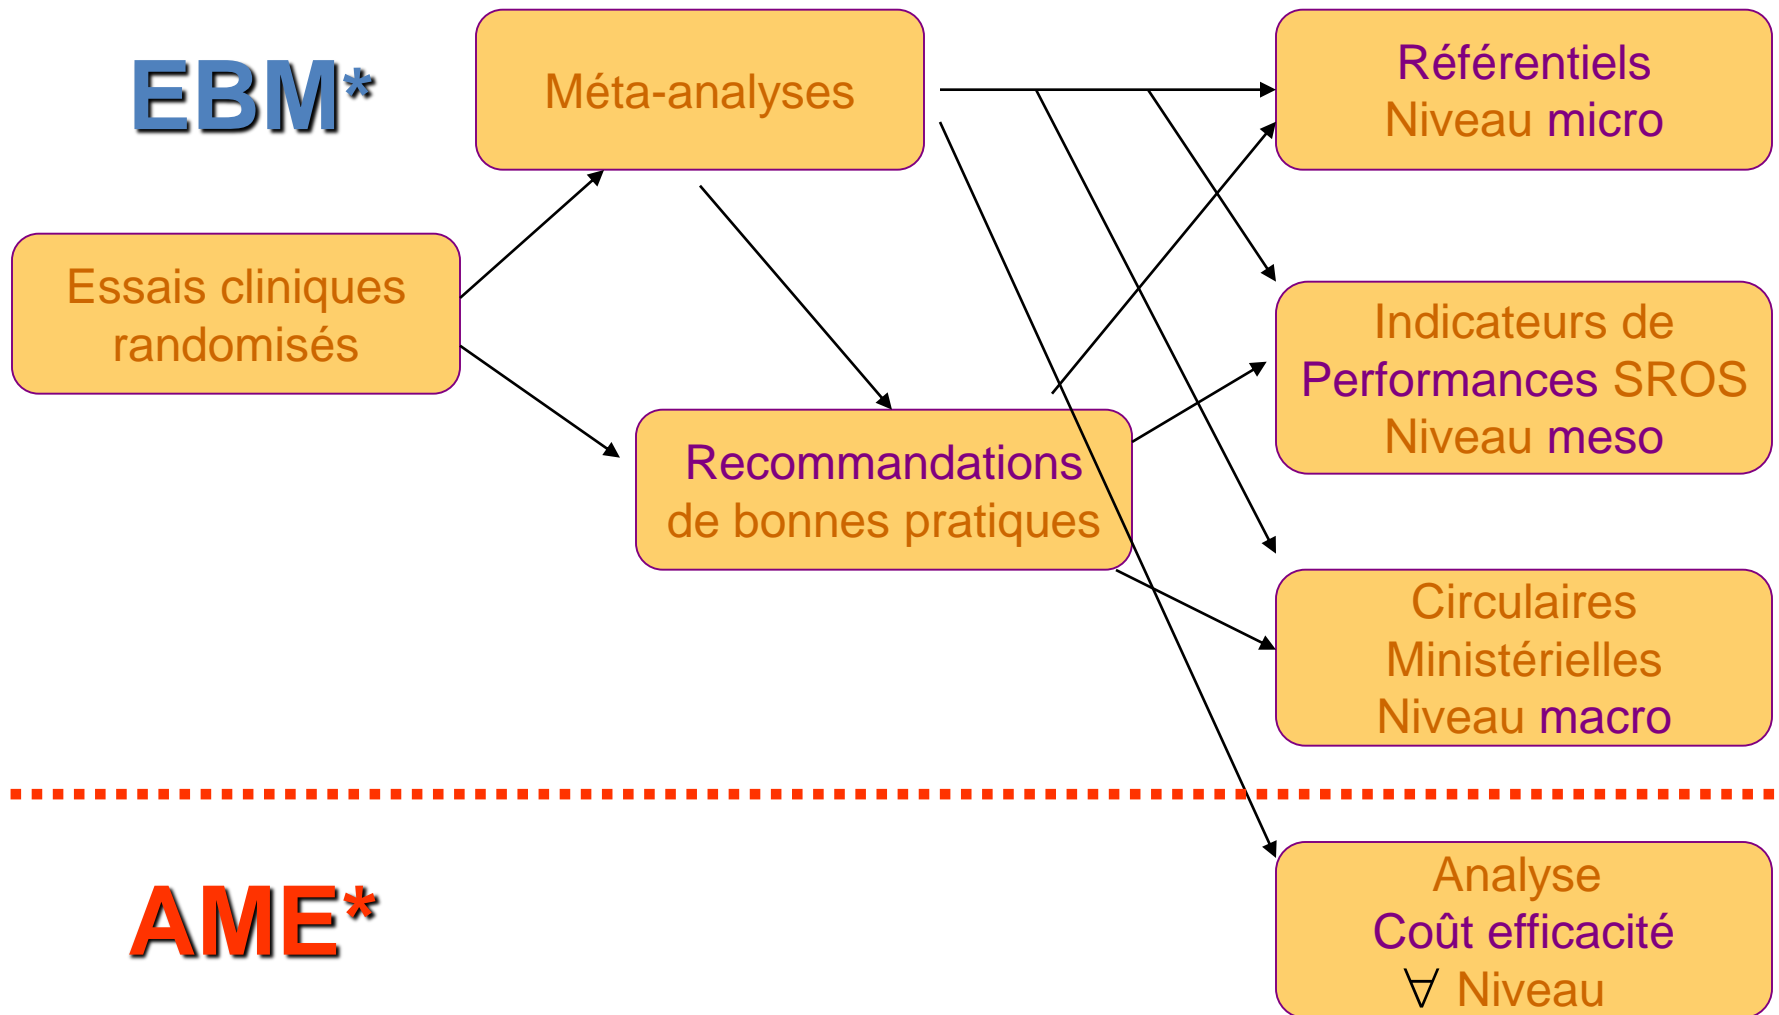 EBM*
Méta-analyses
Référentiels
Niveau micro
Essais cliniques
randomisés
Indicateurs de
Performances SROS
Niveau meso
Recommandations
de bonnes pratiques
Circulaires
Ministérielles
Niveau macro
AME*
Analyse
Coût efficacité
∀ Niveau